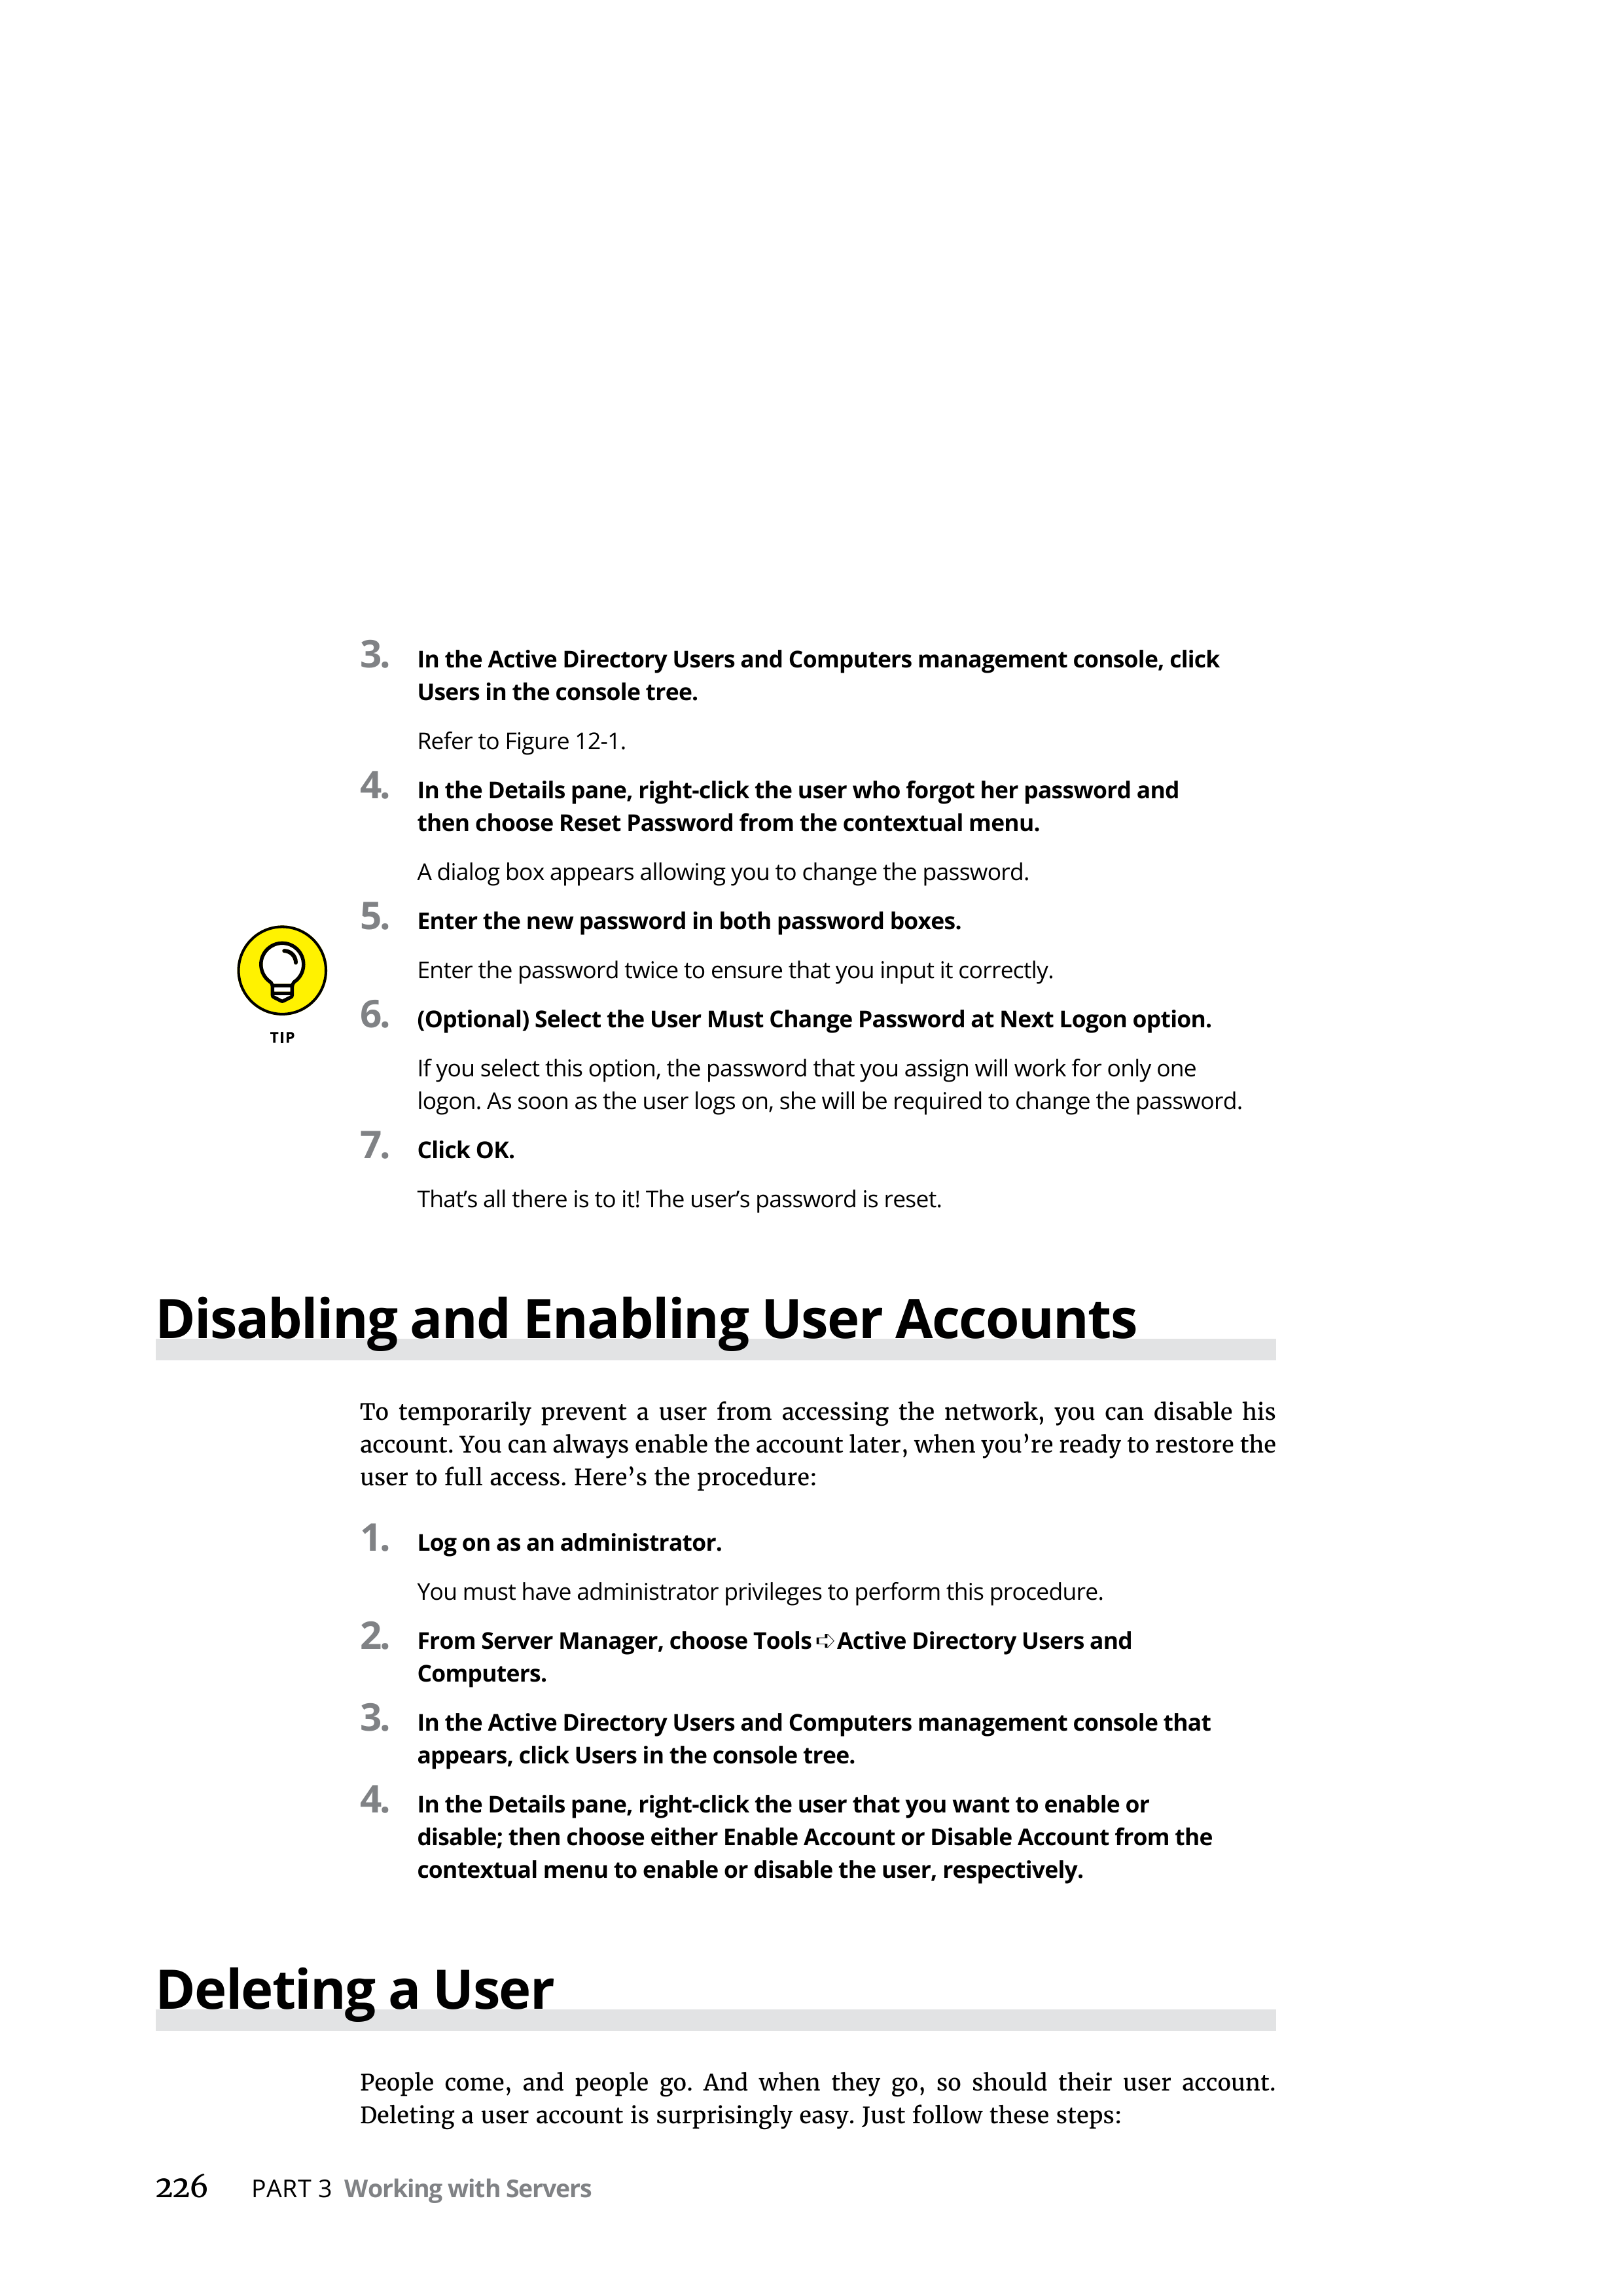 3. In the Active Directory Users and Computers management console, click
Users in the console tree.
Refer to Figure 12-1.
4. In the Details pane, right-click the user who forgot her password and
then choose Reset Password from the contextual menu.
A dialog box appears allowing you to change the password.
5. Enter the new password in both password boxes.
Enter the password twice to ensure that you input it correctly.
TIP
6. (Optional) Select the User Must Change Password at Next Logon option.
If you select this option, the password that you assign will work for only one
logon. As soon as the user logs on, she will be required to change the password.
7. Click OK.
That’s all there is to it! The user’s password is reset.
Disabling and Enabling User Accounts
To temporarily prevent a user from accessing the network, you can disable his
account. You can always enable the account later, when you’re ready to restore the
user to full access. Here’s the procedure:
1. Log on as an administrator.
You must have administrator privileges to perform this procedure.
2. From Server Manager, choose Tools ➪ Active Directory Users and
Computers.
3. In the Active Directory Users and Computers management console that
appears, click Users in the console tree.
4. In the Details pane, right-click the user that you want to enable or
disable; then choose either Enable Account or Disable Account from the
contextual menu to enable or disable the user, respectively.
Deleting a User
People come, and people go. And when they go, so should their user account.
Deleting a user account is surprisingly easy. Just follow these steps:
226 PART 3 Working with Servers